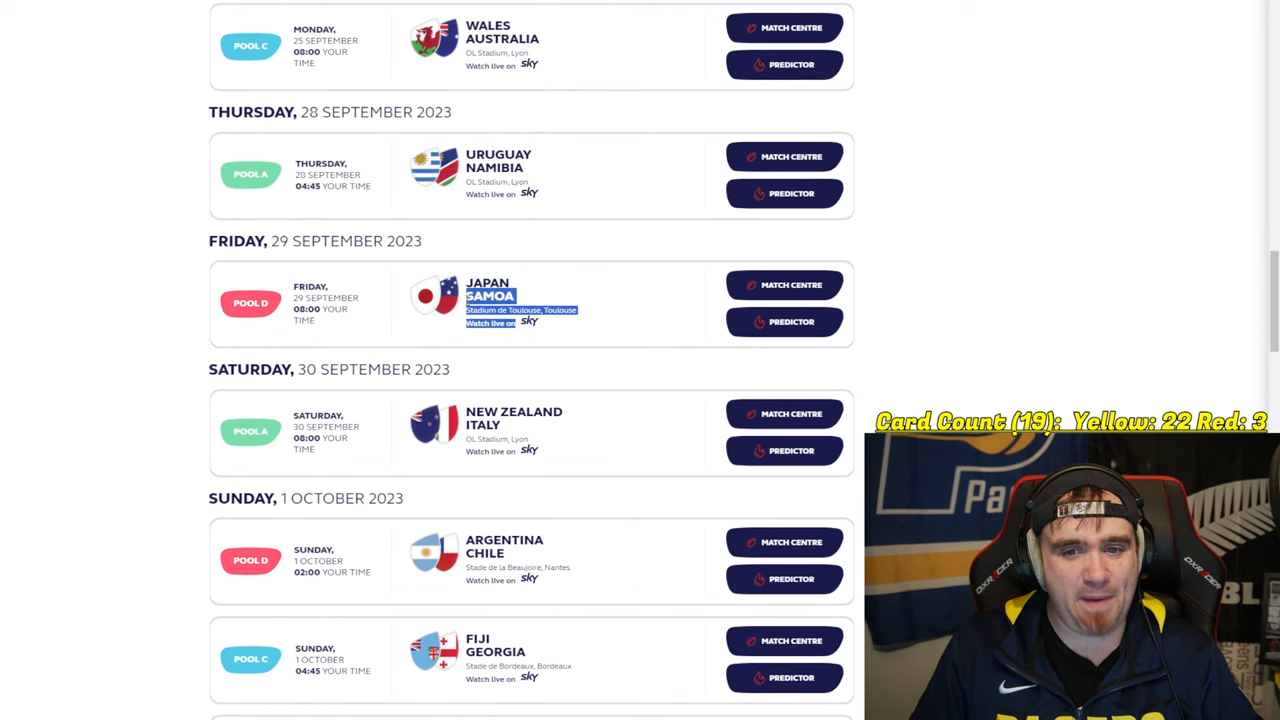 POOL C
MONDAY,
25 SEPTEMBER
08:00 YOUR
TIME
WALES
AUSTRALIA
OL Stadium, Lyon
Watch live on sky
MATCH CENTRE
PREDICTOR
THURSDAY, 28 SEPTEMBER 2023
POOL A
THURSDAY,
28 SEPTEMBER
04:45 YOUR TIME
URUGUAY
NAMIBIA
OL Stadium, Lyon
Watch live on sky
MATCH CENTRE
PREDICTOR
FRIDAY, 29 SEPTEMBER 2023
POOL D
FRIDAY,
29 SEPTEMBER
08:00 YOUR
TIME
JAPAN
SAMOA
Stadium de Toulouse, Toulouse
Watch live on sky
MATCH CENTRE
PREDICTOR
SATURDAY, 30 SEPTEMBER 2023
POOL A
SATURDAY,
30 SEPTEMBER
08:00 YOUR
TIME
NEW ZEALAND
ITALY
OL Stadium, Lyon
Watch live on sky
MATCH CENTRE
PREDICTOR
Card Count (19): Yellow: 22 Red: 3
SUNDAY, 1 OCTOBER 2023
POOL D
SUNDAY,
1 OCTOBER
02:00 YOUR TIME
ARGENTINA
CHILE
Stade de la Beaujoire, Nantes
Watch live on sky
MATCH CENTRE
PREDICTOR
POOL C
SUNDAY,
1 OCTOBER
04:45 YOUR TIME
FIJI
GEORGIA
Stade de Bordeaux, Bordeaux
Watch live on sky
MATCH CENTRE
PREDICTOR
Pa
DXRACER
DXRACER
PACERS